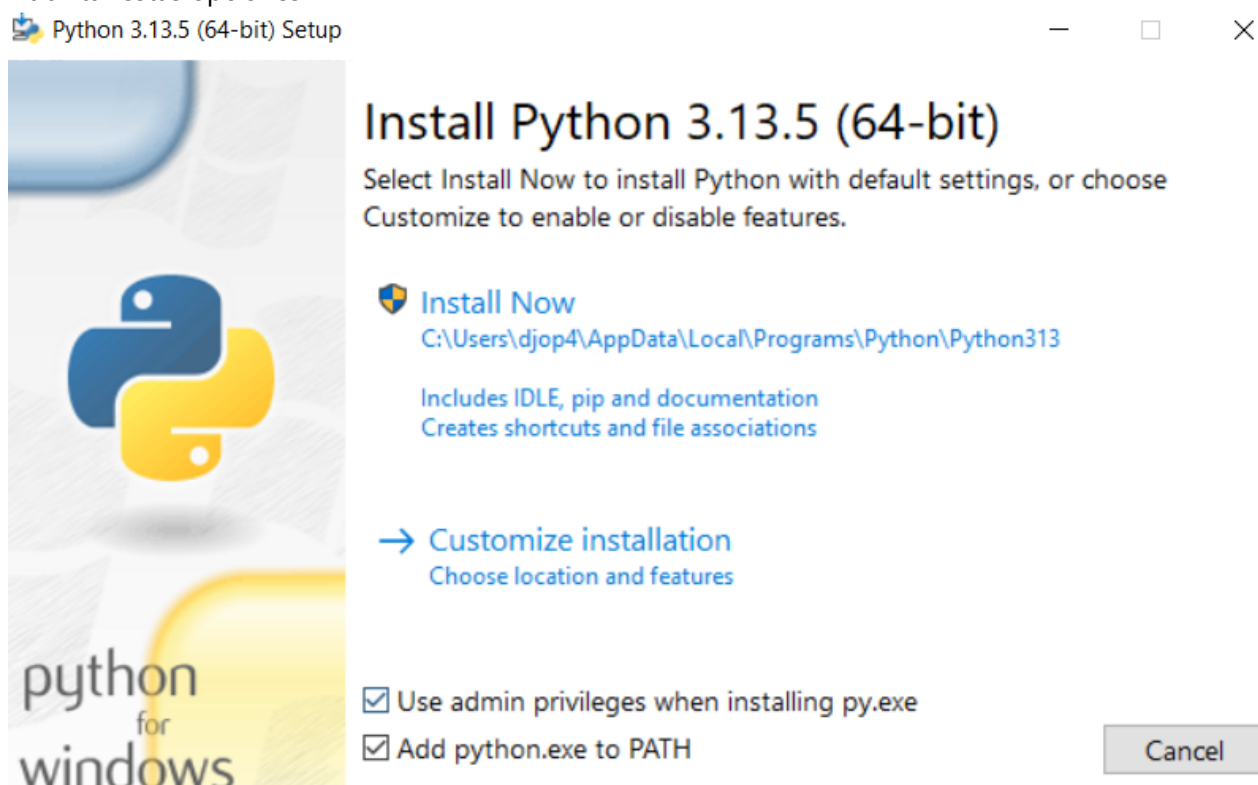 Python 3.13.5 (64-bit) Setup
Install Python 3.13.5 (64-bit)
Select Install Now to install Python with default settings, or choose
Customize to enable or disable features.
Install Now
C:\Users\djop4\AppData\Local\Programs\Python\Python313
Includes IDLE, pip and documentation
Creates shortcuts and file associations
Customize installation
Choose location and features
python
for
windows
Use admin privileges when installing py.exe
Add python.exe to PATH
Cancel